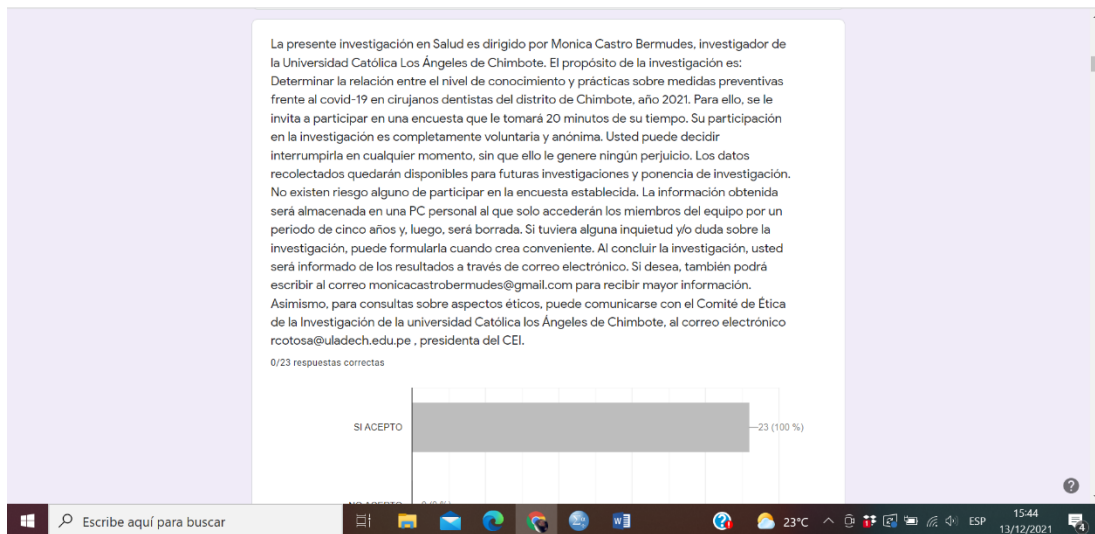 La presente investigación en Salud es dirigido por Monica Castro Bermudes, investigador de
la Universidad Católica Los Ángeles de Chimbote. El propósito de la investigación es:
Determinar la relación entre el nivel de conocimiento y prácticas sobre medidas preventivas
frente al covid-19 en cirujanos dentistas del distrito de Chimbote, año 2021. Para ello, se le
invita a participar en una encuesta que le tomará 20 minutos de su tiempo. Su participación
en la investigación es completamente voluntaria y anónima. Usted puede decidir
interrumpirla en cualquier momento, sin que ello le genere ningún perjuicio. Los datos
recolectados quedarán disponibles para futuras investigaciones y ponencia de investigación.
No existen riesgo alguno de participar en la encuesta establecida. La información obtenida
será almacenada en una PC personal al que solo accederán los miembros del equipo por un
período de cinco años y, luego, será borrada. Si tuviera alguna inquietud y/o duda sobre la
investigación, puede formularla cuando crea conveniente. Al concluir la investigación, usted
será informado de los resultados a través de correo electrónico. Si desea, también podrá
escribir al correo monicacastrobermudes@gmail.com para recibir mayor información.
Asimismo, para consultas sobre aspectos éticos, puede comunicarse con el Comité de Ética
de la Investigación de la universidad Católica los Ángeles de Chimbote, al correo electrónico
rcotosa@uladech.edu.pe , presidenta del CEI.
0/23 respuestas correctas
SI ACEPTO
23 (100 %)
Escribe aquí para buscar
23°C
ESP
15:44
13/12/2021
4